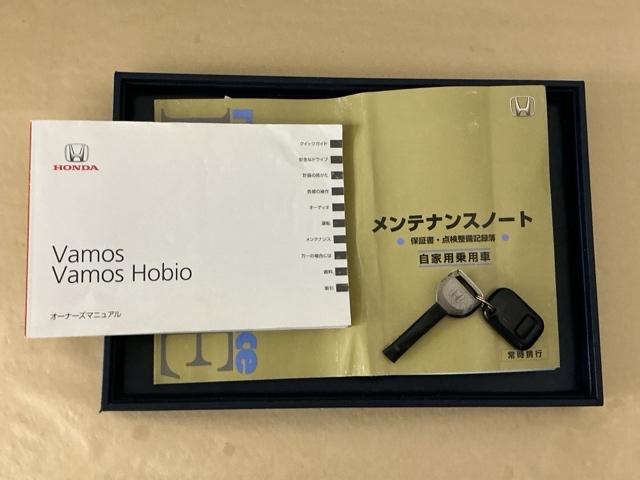 HONDA
Vamos
Vamos Hobio
オーナーズマニュアル
クイックガイド
安全なドライブ
計器の見かた
各部の操作
オーディオ
運転
メンテナンス
万一の場合には
資料
索引
メンテナンスノート
保証書・点検整備記録簿
自家用乗用車
常時携行